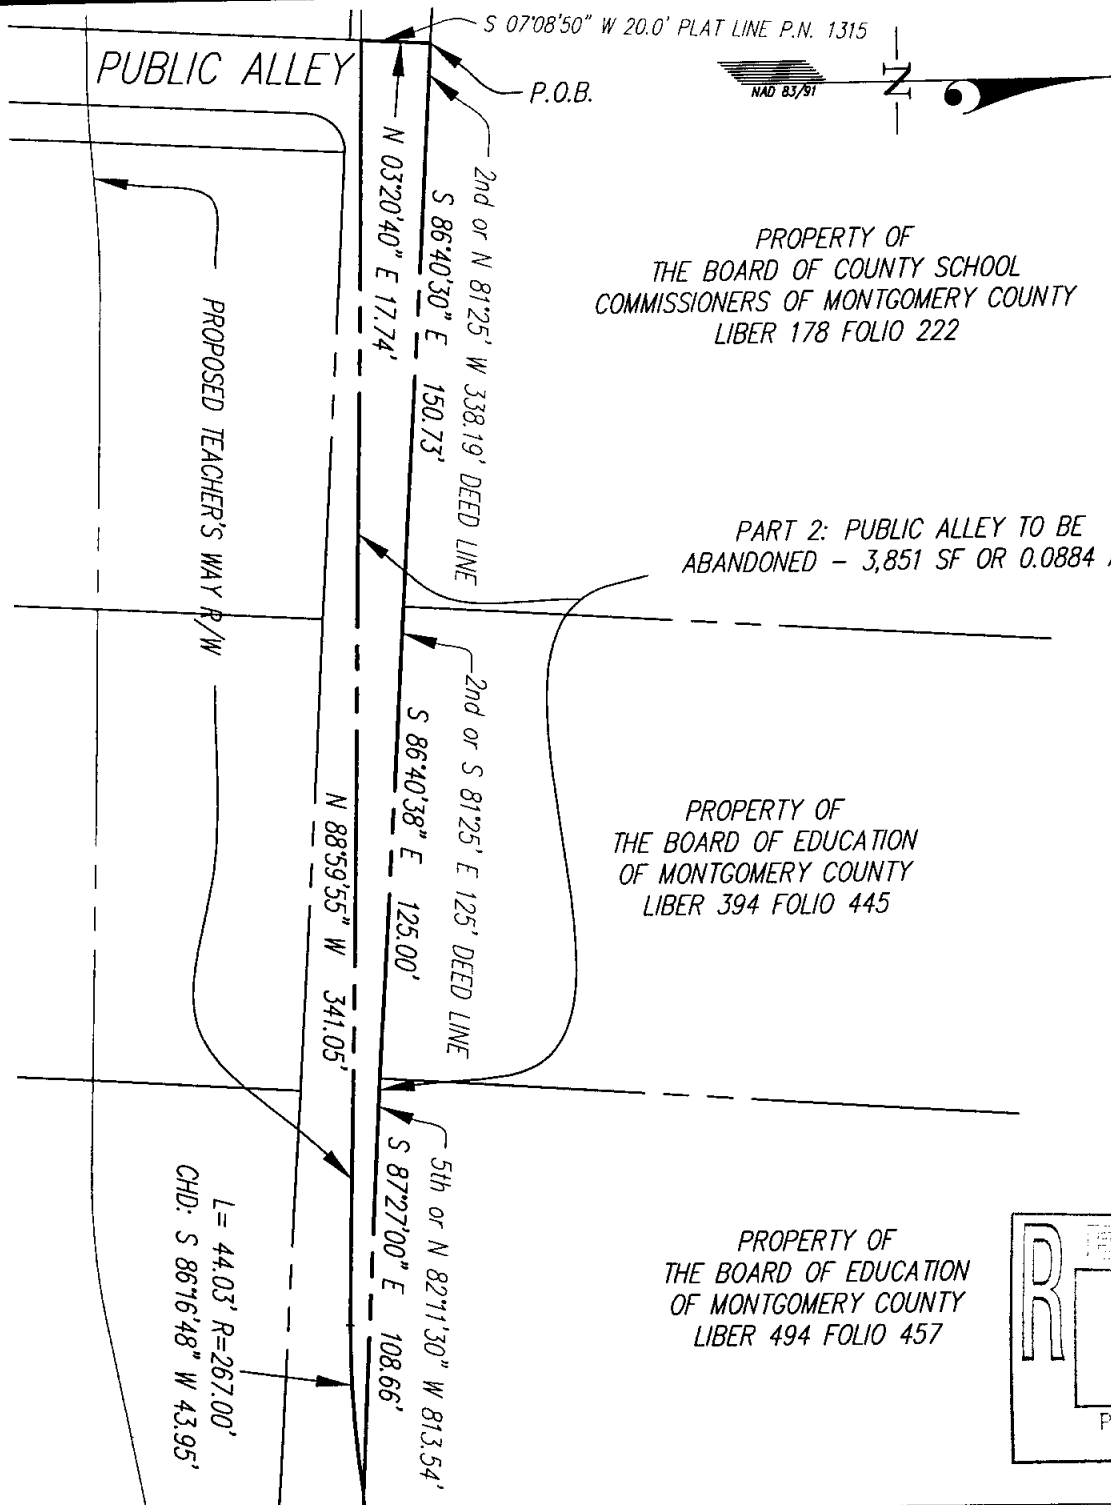 S 07°08'50" W 20.0' PLAT LINE P.N. 1315
PUBLIC ALLEY
P.O.B.
NAD 83/91
N
N 03°20'40" E 17.74'
S 86°40'30" E 150.73'
2nd or N 81°25' W 338.19' DEED LINE
PROPERTY OF
THE BOARD OF COUNTY SCHOOL
COMMISSIONERS OF MONTGOMERY COUNTY
LIBER 178 FOLIO 222
PROPOSED TEACHER'S WAY R/W
PART 2: PUBLIC ALLEY TO BE
ABANDONED – 3,851 SF OR 0.0884
2nd or S 81°25' E 125' DEED LINE
S 86°40'38" E 125.00'
N 88°59'55" W 341.05'
PROPERTY OF
THE BOARD OF EDUCATION
OF MONTGOMERY COUNTY
LIBER 394 FOLIO 445
5th or N 82°11'30" W 813.54'
S 87°27'00" E 108.66'
L= 44.03' R=267.00'
CHD: S 86°16'48" W 43.95'
PROPERTY OF
THE BOARD OF EDUCATION
OF MONTGOMERY COUNTY
LIBER 494 FOLIO 457
R
P